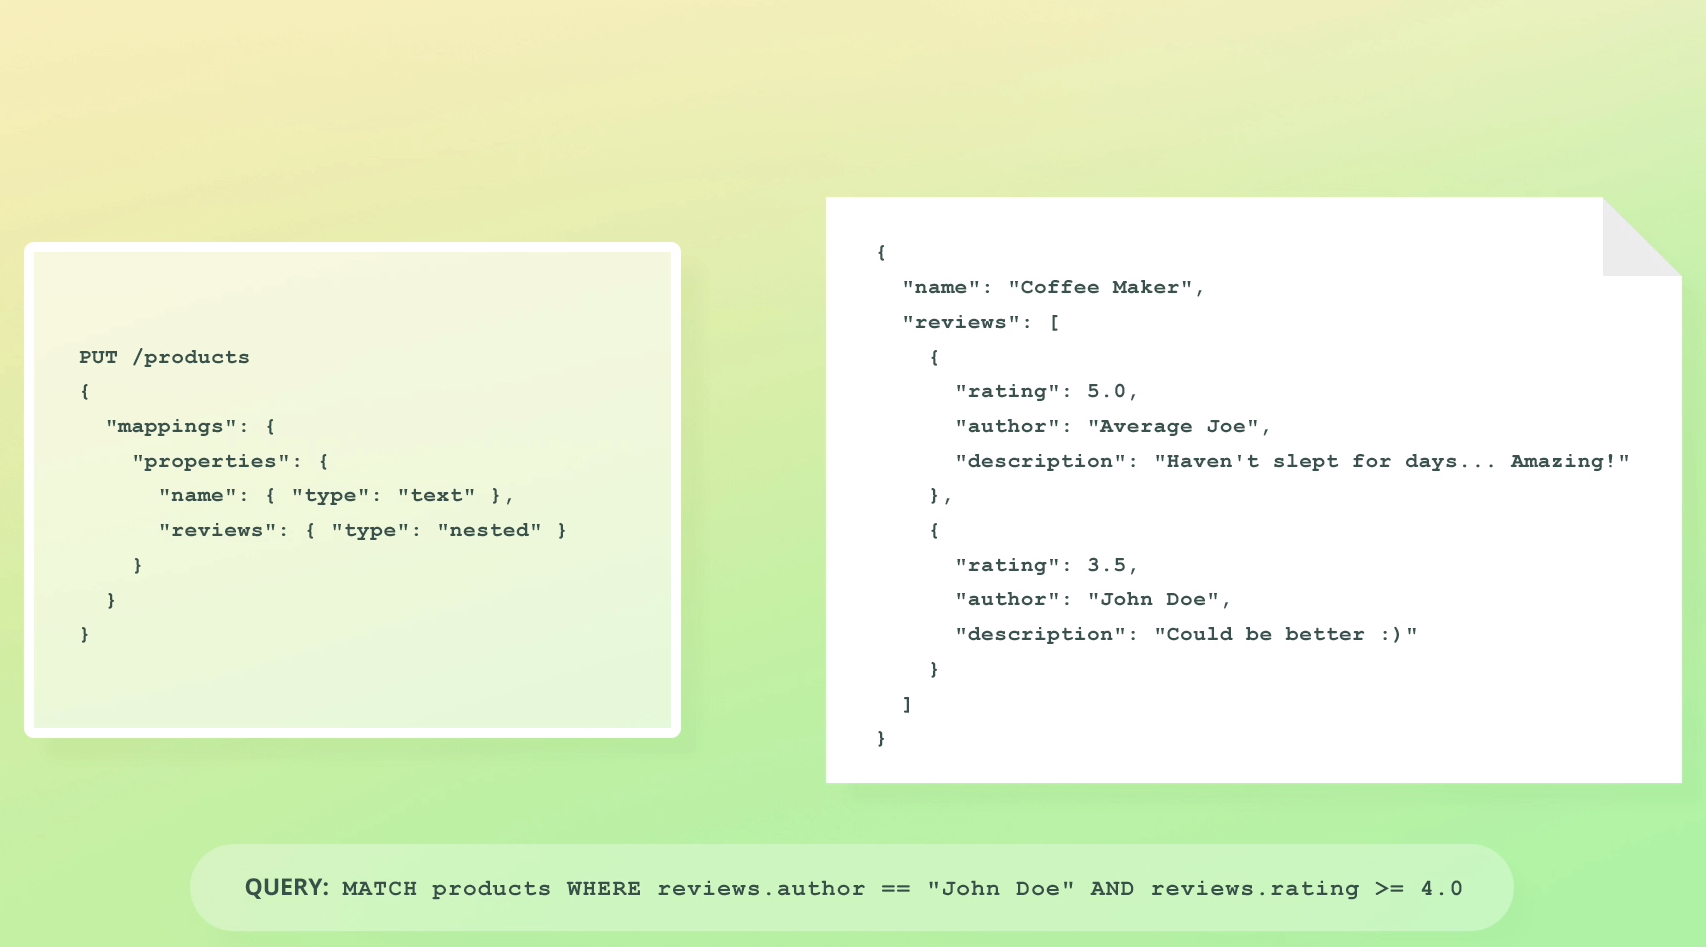 PUT /products
{
  "mappings": {
    "properties": {
      "name": { "type": "text" },
      "reviews": { "type": "nested" }
    }
  }
}
{
  "name": "Coffee Maker",
  "reviews": [
    {
      "rating": 5.0,
      "author": "Average Joe",
      "description": "Haven't slept for days... Amazing!"
    },
    {
      "rating": 3.5,
      "author": "John Doe",
      "description": "Could be better :)"
    }
  ]
}
QUERY: MATCH products WHERE reviews.author == "John Doe" AND reviews.rating >= 4.0